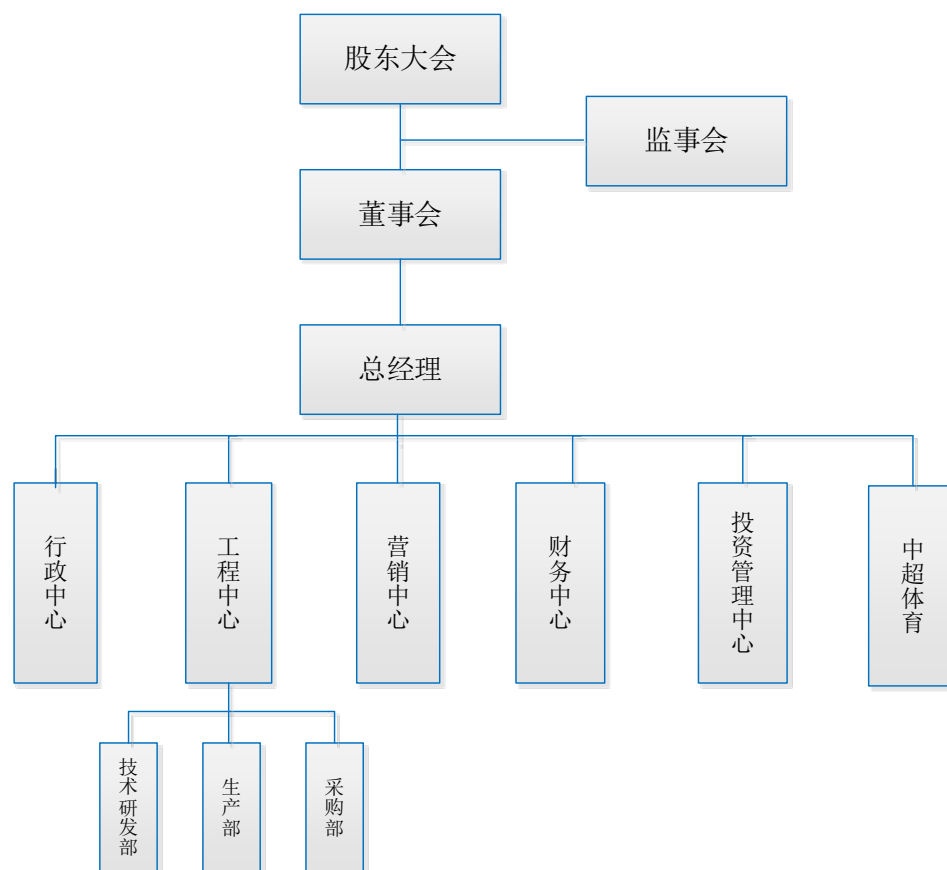 股东大会
监事会
董事会
总经理
行政中心
工程中心
营销中心
财务中心
投资管理中心
中超体育
技术研发部
生产部
采购部